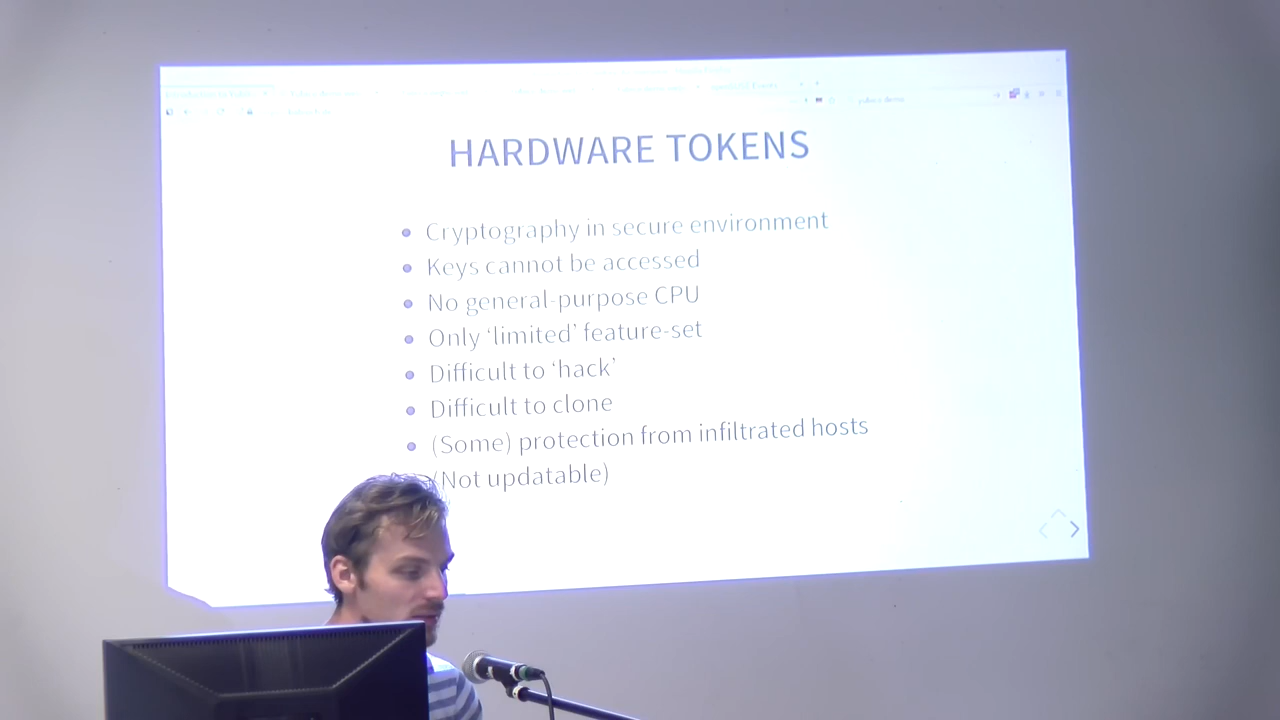 HARDWARE TOKENS
Cryptography in secure environment
Keys cannot be accessed
No general-purpose CPU
Only ‘limited’ feature-set
Difficult to ‘hack’
Difficult to clone
(Some) protection from infiltrated hosts
(Not updatable)